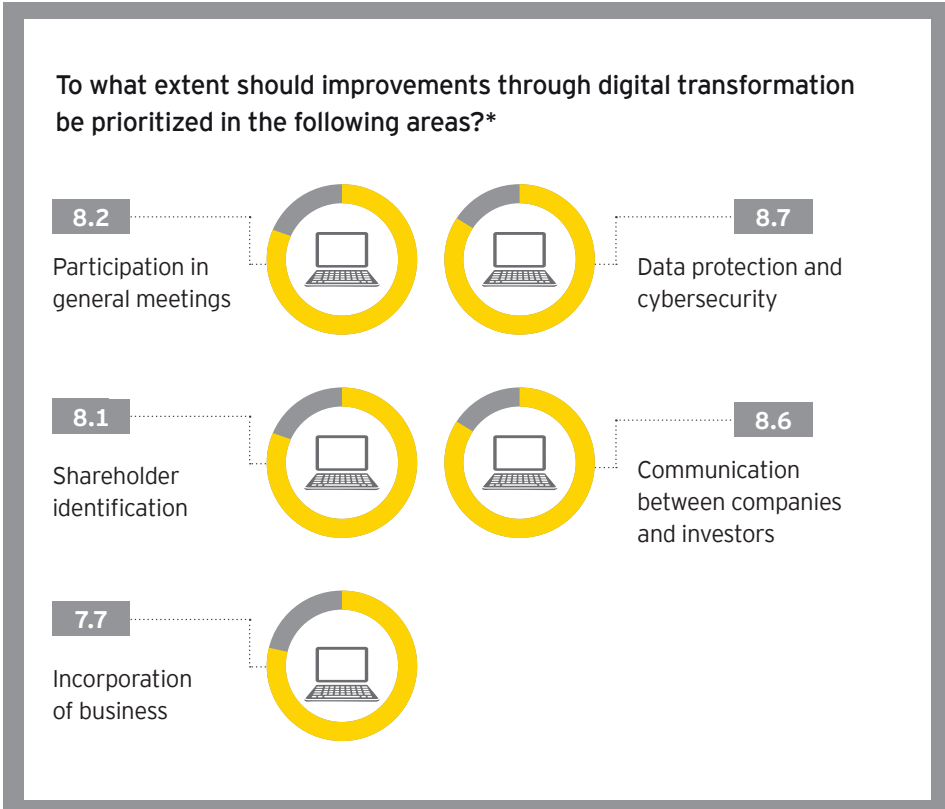 To what extent should improvements through digital transformation
be prioritized in the following areas?*
8.2
Participation in
general meetings
8.7
Data protection and
cybersecurity
8.1
Shareholder
identification
8.6
Communication
between companies
and investors
7.7
Incorporation
of business